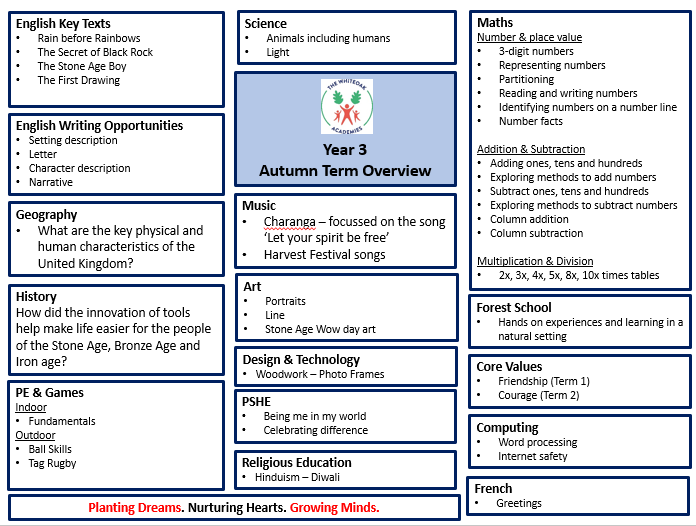 English Key Texts
• Rain before Rainbows
• The Secret of Black Rock
• The Stone Age Boy
• The First Drawing
English Writing Opportunities
• Setting description
• Letter
• Character description
• Narrative
Geography
• What are the key physical and
human characteristics of the
United Kingdom?
History
How did the innovation of tools
help make life easier for the people
of the Stone Age, Bronze Age and
Iron age?
PE & Games
Indoor
• Fundamentals
Outdoor
• Ball Skills
• Tag Rugby
Science
• Animals including humans
• Light
THE WHITEOAK
ACADEMIES
Year 3
Autumn Term Overview
Music
• Charanga – focussed on the song
‘Let your spirit be free’
• Harvest Festival songs
Art
• Portraits
• Line
• Stone Age Wow day art
Design & Technology
• Woodwork – Photo Frames
PSHE
• Being me in my world
• Celebrating difference
Religious Education
• Hinduism – Diwali
Maths
Number & place value
• 3-digit numbers
• Representing numbers
• Partitioning
• Reading and writing numbers
• Identifying numbers on a number line
• Number facts
Addition & Subtraction
• Adding ones, tens and hundreds
• Exploring methods to add numbers
• Subtract ones, tens and hundreds
• Exploring methods to subtract numbers
• Column addition
• Column subtraction
Multiplication & Division
• 2x, 3x, 4x, 5x, 8x, 10x times tables
Forest School
• Hands on experiences and learning in a
natural setting
Core Values
• Friendship (Term 1)
• Courage (Term 2)
Computing
• Word processing
• Internet safety
French
• Greetings
Planting Dreams. Nurturing Hearts. Growing Minds.